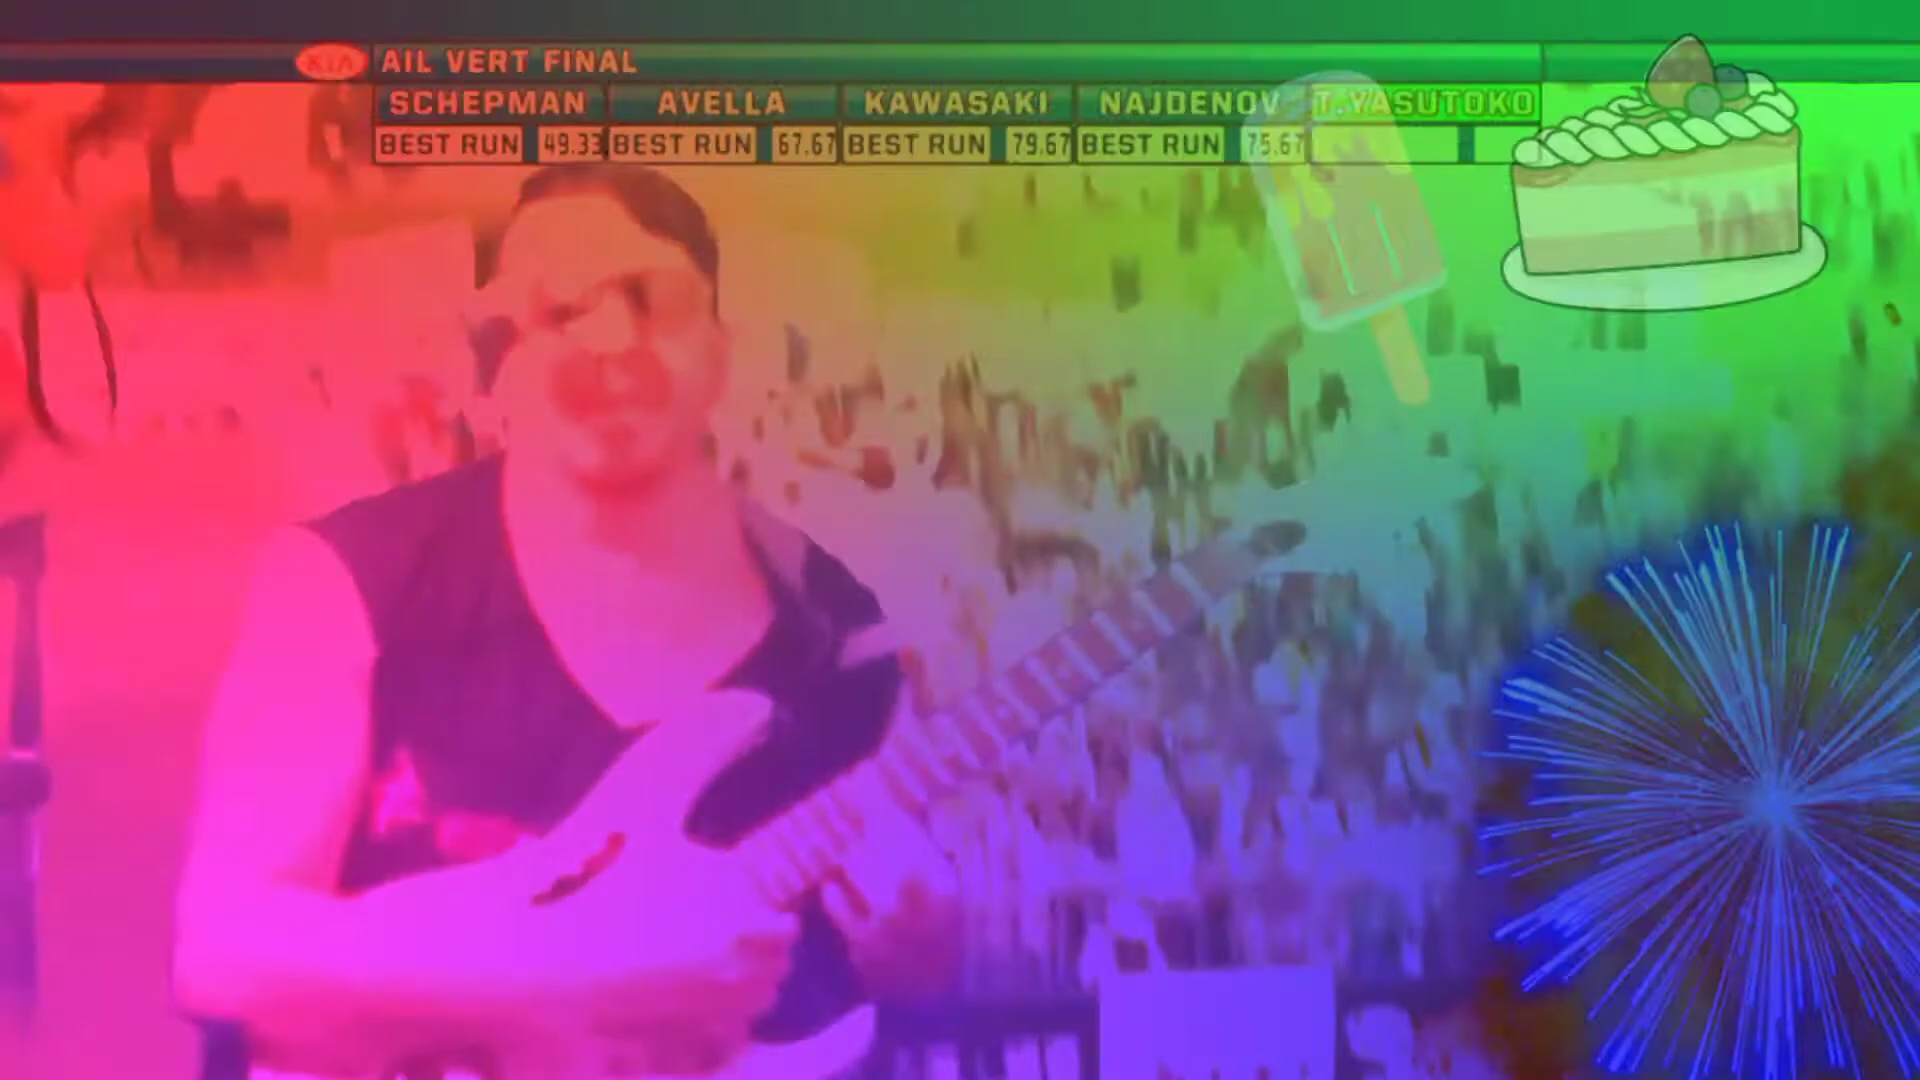 KIA AIL VERT FINAL
SCHEPMAN AVELLA KAWASAKI NAJDENOV T.YASUTOKO
BEST RUN 49.33 BEST RUN 67.67 BEST RUN 79.67 BEST RUN 75.67